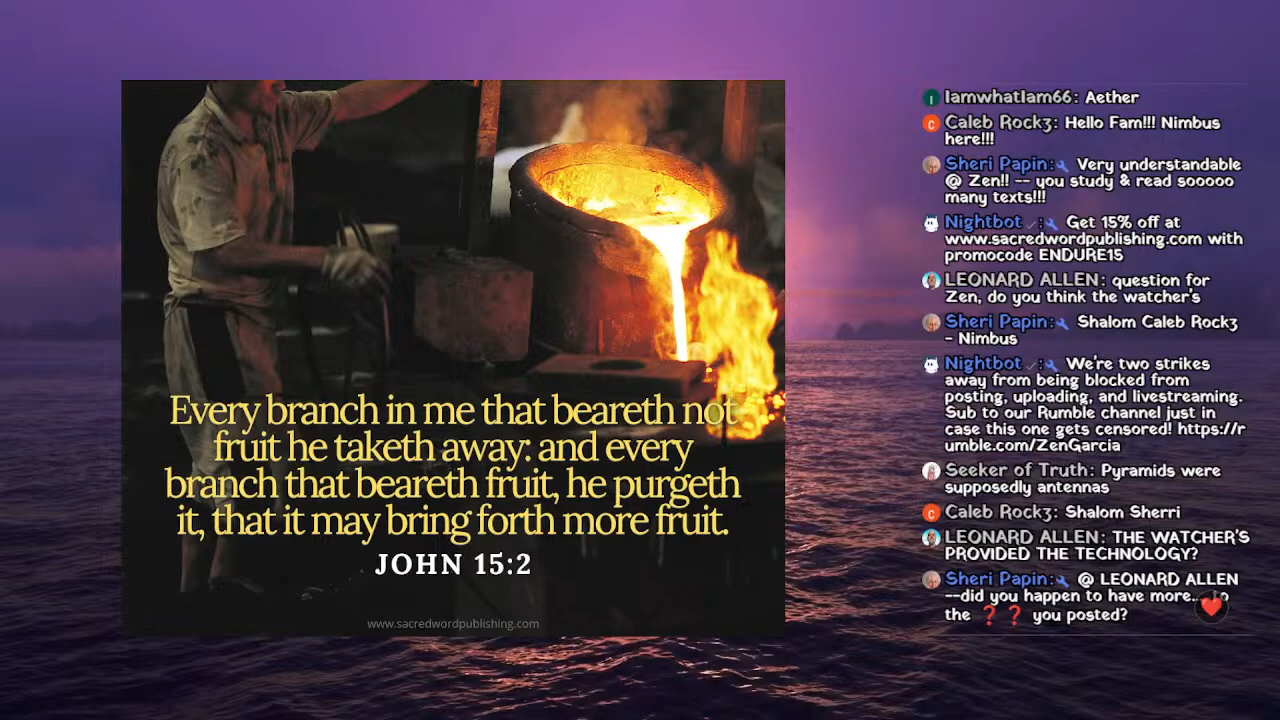 Every branch in me that beareth not
fruit he taketh away: and every
branch that beareth fruit, he purgeth
it, that it may bring forth more fruit.
JOHN 15:2
www.sacredwordpublishing.com
IamwhatIam66: Aether
Caleb Rockʒ: Hello Fam!!! Nimbus
here!!!
Sheri Papin: Very understandable
@ Zen!! -- you study & read sooooo
many texts!!!
Nightbot: Get 15% off at
www.sacredwordpublishing.com with
promocode ENDURE15
LEONARD ALLEN: question for
Zen, do you think the watcher's
Sheri Papin: Shalom Caleb Rockʒ
- Nimbus
Nightbot: We're two strikes
away from being blocked from
posting, uploading, and livestreaming.
Sub to our Rumble channel just in
case this one gets censored! https://r
umble.com/ZenGarcia
Seeker of Truth: Pyramids were
supposedly antennas
Caleb Rockʒ: Shalom Sherri
LEONARD ALLEN: THE WATCHER'S
PROVIDED THE TECHNOLOGY?
Sheri Papin: @ LEONARD ALLEN
--did you happen to have more..
the ❓ ❓ you posted?